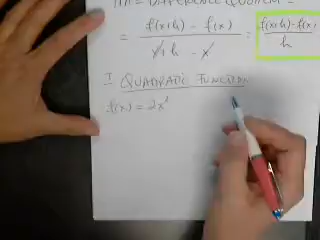 = DIFFERENCE QUOTIENT =
= f(x+h) - f(x) / x+h - x = f(x+h)-f(x) / h
I QUADRATIC FUNCTION
f(x) = 2x²